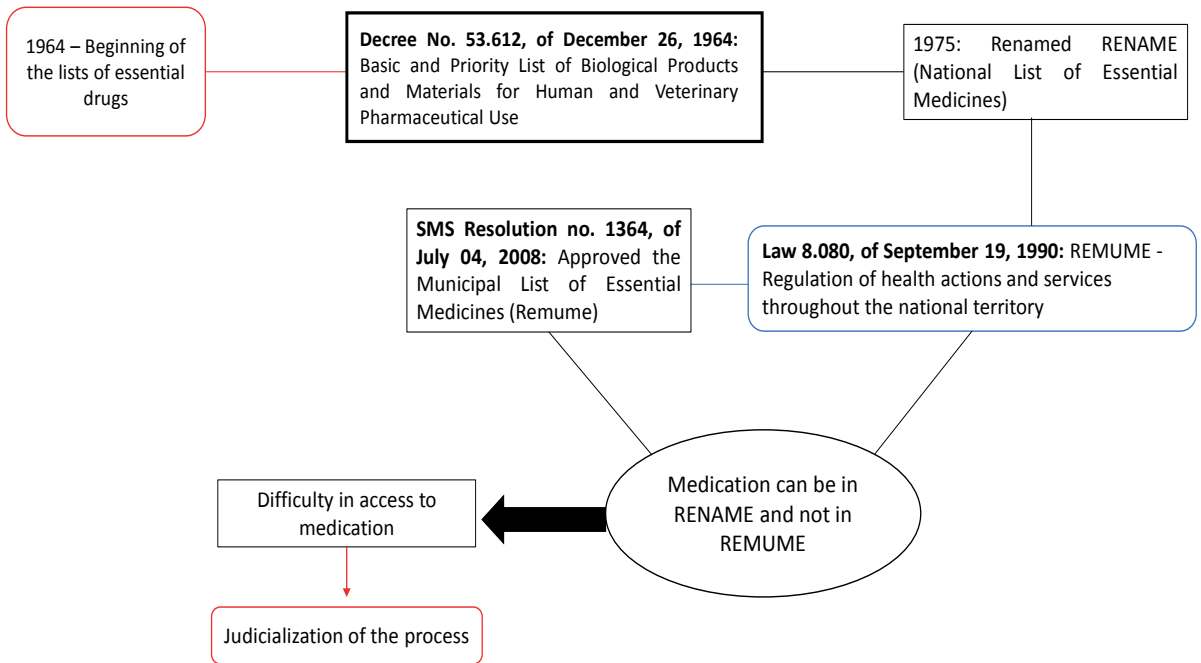 1964 – Beginning of
the lists of essential
drugs
Decree No. 53.612, of December 26, 1964:
Basic and Priority List of Biological Products
and Materials for Human and Veterinary
Pharmaceutical Use
1975: Renamed RENAME
(National List of Essential
Medicines)
SMS Resolution no. 1364, of
July 04, 2008: Approved the
Municipal List of Essential
Medicines (Remume)
Law 8.080, of September 19, 1990: REMUME -
Regulation of health actions and services
throughout the national territory
Medication can be in
RENAME and not in
REMUME
Difficulty in access to
medication
Judicialization of the process